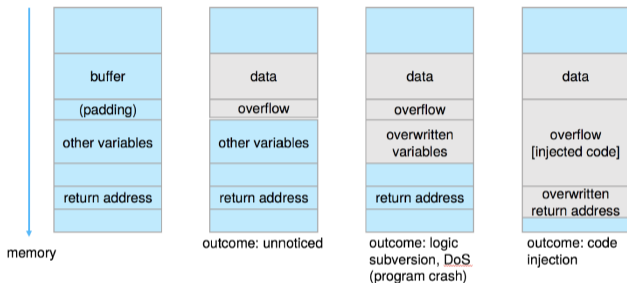 buffer
(padding)
other variables
return address
memory
data
overflow
other variables
return address
outcome: unnoticed
data
overflow
overwritten
variables
return address
outcome: logic
subversion, DoS
(program crash)
data
overflow
[injected code]
overwritten
return address
outcome: code
injection